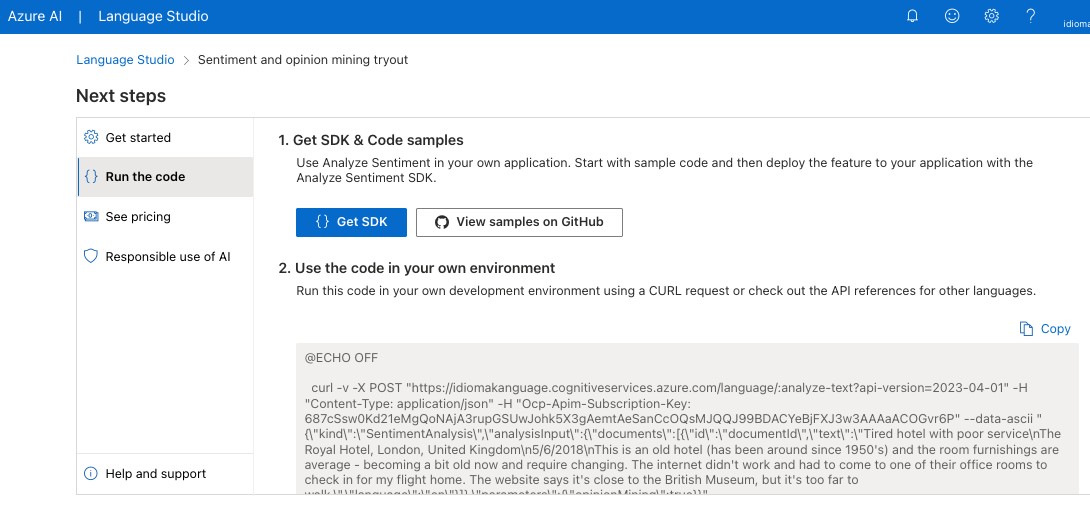 Azure AI | Language Studio
idioma
Language Studio > Sentiment and opinion mining tryout
Next steps
Get started
Run the code
See pricing
Responsible use of AI
Help and support
1. Get SDK & Code samples
Use Analyze Sentiment in your own application. Start with sample code and then deploy the feature to your application with the
Analyze Sentiment SDK.
{} Get SDK
View samples on GitHub
2. Use the code in your own environment
Run this code in your own development environment using a CURL request or check out the API references for other languages.
Copy
@ECHO OFF
curl -v -X POST "https://idiomakanguage.cognitiveservices.azure.com/language/:analyze-text?api-version=2023-04-01" -H
"Content-Type: application/json" -H "Ocp-Apim-Subscription-Key:
687cSsw0Kd21eMgQoNAjA3rupGSUwJohk5X3gAemtAeSanCcOQsMJQQJ99BDACYeBjFXJ3w3AAAaACOGvr6P" --data-ascii "
{\"kind\":\"SentimentAnalysis\",\"analysisInput\":{\"documents\":[{\"id\":\"documentId\",\"text\":\"Tired hotel with poor service\nThe
Royal Hotel, London, United Kingdom\n5/6/2018\nThis is an old hotel (has been around since 1950's) and the room furnishings are
average - becoming a bit old now and require changing. The internet didn't work and had to come to one of their office rooms to
check in for my flight home. The website says it's close to the British Museum, but it's too far to
walk.\",\"language\":\"en\"}]},\"parameters\":{\"opinionMining\":true}}"